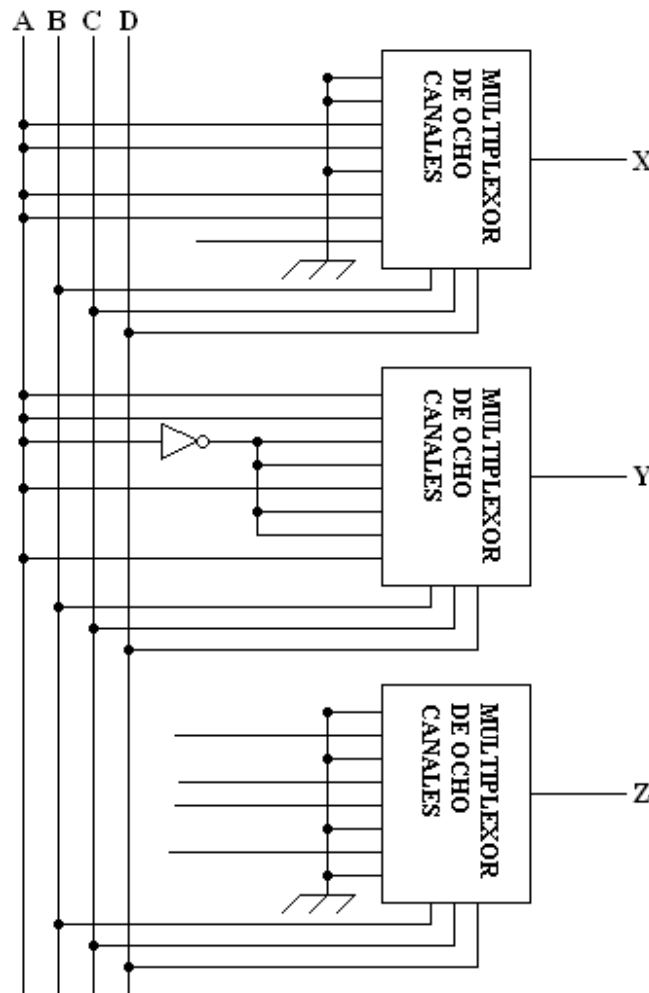 A B C D
MULTIPLEXOR
DE OCHO
CANALES
X
MULTIPLEXOR
DE OCHO
CANALES
Y
MULTIPLEXOR
DE OCHO
CANALES
Z